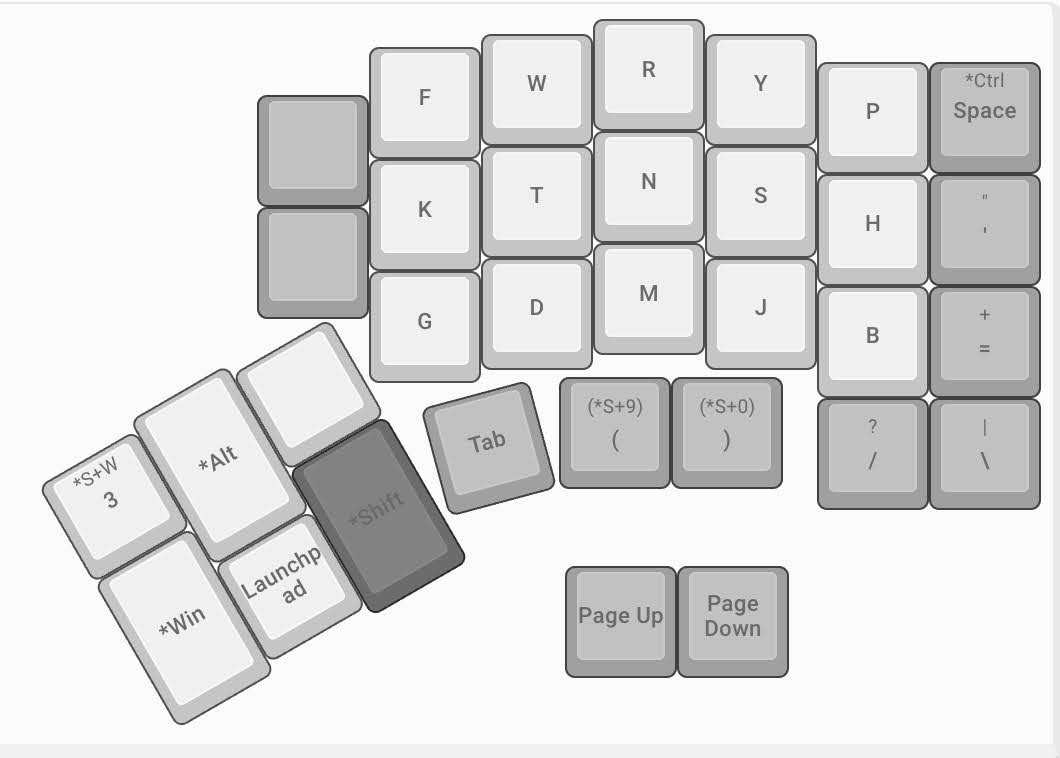 F
W
R
Y
P
*Ctrl
Space
K
T
N
S
H
"
'
G
D
M
J
B
+
=
Tab
(*S+9)
(
(*S+0)
)
?
/
|
\
*S+W
3
*Alt
*Shift
*Win
Launchp
ad
Page Up
Page
Down